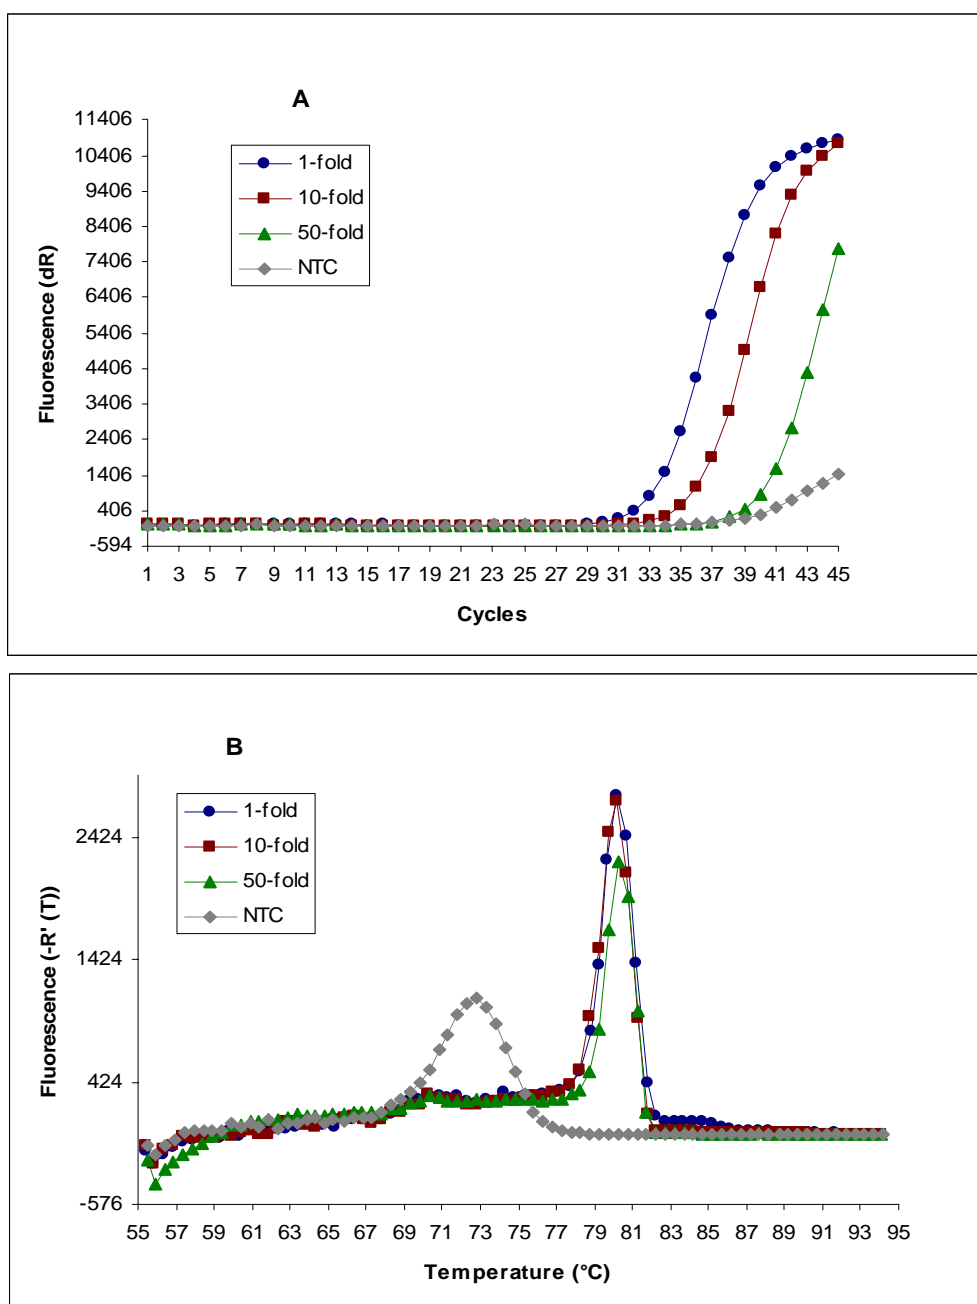 A
11406
10406
9406
8406
7406
6406
5406
4406
3406
2406
1406
406
-594
Fluorescence (dR)
1-fold
10-fold
50-fold
NTC
1 3 5 7 9 11 13 15 17 19 21 23 25 27 29 31 33 35 37 39 41 43 45
Cycles
B
2424
1424
424
-576
Fluorescence (-R' (T))
1-fold
10-fold
50-fold
NTC
55 57 59 61 63 65 67 69 71 73 75 77 79 81 83 85 87 89 91 93 95
Temperature (°C)